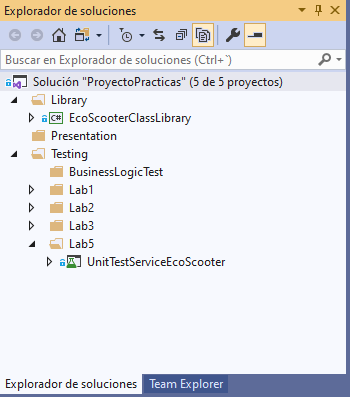 Explorador de soluciones
Buscar en Explorador de soluciones (Ctrl+`)
Solución "ProyectoPracticas" (5 de 5 proyectos)
Library
C# EcoScooterClassLibrary
Presentation
Testing
BusinessLogicTest
Lab1
Lab2
Lab3
Lab5
UnitTestServiceEcoScooter
Explorador de soluciones Team Explorer